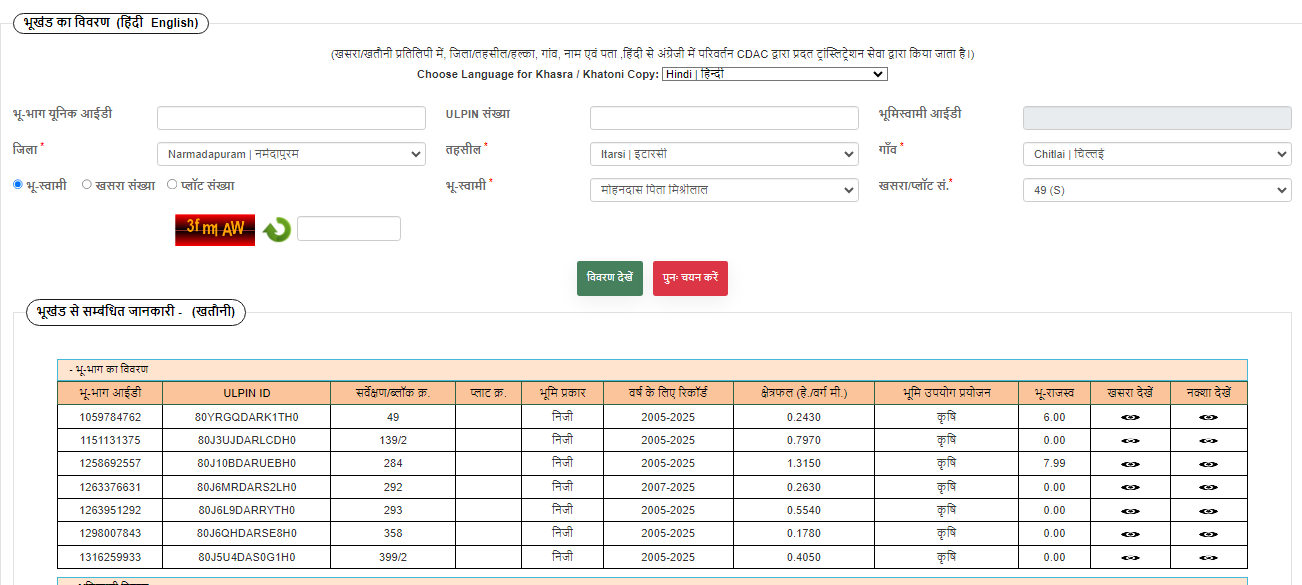 भूखंड का विवरण (हिंदी English)
(खसरा/खतौनी प्रतिलिपी में, जिला/तहसील/हल्का, गांव, नाम एवं पता ,हिंदी से अंग्रेजी में परिवर्तन CDAC द्वारा प्रदत ट्रांस्लिट्रेशन सेवा द्वारा किया जाता है।)
Choose Language for Khasra / Khatoni Copy: Hindi | हिन्दी
भू-भाग यूनिक आईडी ULPIN संख्या भूमिस्वामी आईडी
जिला * Narmadapuram | नर्मदापुरम तहसील * Itarsi | इटारसी गाँव * Chitlai | चिल्लई
भू-स्वामी खसरा संख्या प्लॉट संख्या भू-स्वामी * मोहनदास पिता मिश्रीलाल खसरा/प्लॉट सं.* 49 (S)
3fm AW
विवरण देखें पुनः चयन करें
भूखंड से सम्बंधित जानकारी - (खतौनी)
- भू-भाग का विवरण
भू-भाग आईडी ULPIN ID सर्वेक्षण/ब्लॉक क्र. प्लाट क्र. भूमि प्रकार वर्ष के लिए रिकॉर्ड क्षेत्रफल (हे./वर्ग मी.) भूमि उपयोग प्रयोजन भू-राजस्व खसरा देखें नक्शा देखें
1059784762 80YRGQDARK1TH0 49 निजी 2005-2025 0.2430 कृषि 6.00
1151131375 80J3UJDARLCDH0 139/2 निजी 2005-2025 0.7970 कृषि 0.00
1258692557 80J10BDARUEBH0 284 निजी 2005-2025 1.3150 कृषि 7.99
1263376631 80J6MRDARS2LH0 292 निजी 2007-2025 0.2630 कृषि 0.00
1263951292 80J6L9DARRYTH0 293 निजी 2005-2025 0.5540 कृषि 0.00
1298007843 80J6QHDARSE8H0 358 निजी 2005-2025 0.1780 कृषि 0.00
1316259933 80J5U4DAS0G1H0 399/2 निजी 2005-2025 0.4050 कृषि 0.00